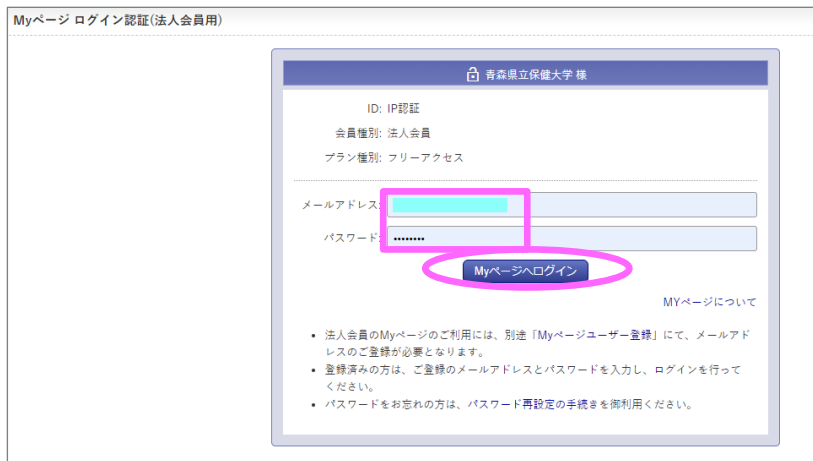 Myページ ログイン認証(法人会員用)
青森県立保健大学 様
ID: IP認証
会員種別: 法人会員
プラン種別: フリーアクセス
メールアドレス:
パスワード: ••••••••
Myページへログイン
MYページについて
• 法人会員のMyページのご利用には、別途「Myページユーザー登録」にて、メールアド
レスのご登録が必要となります。
• 登録済みの方は、ご登録のメールアドレスとパスワードを入力し、ログインを行って
ください。
• パスワードをお忘れの方は、パスワード再設定の手続きを御利用ください。